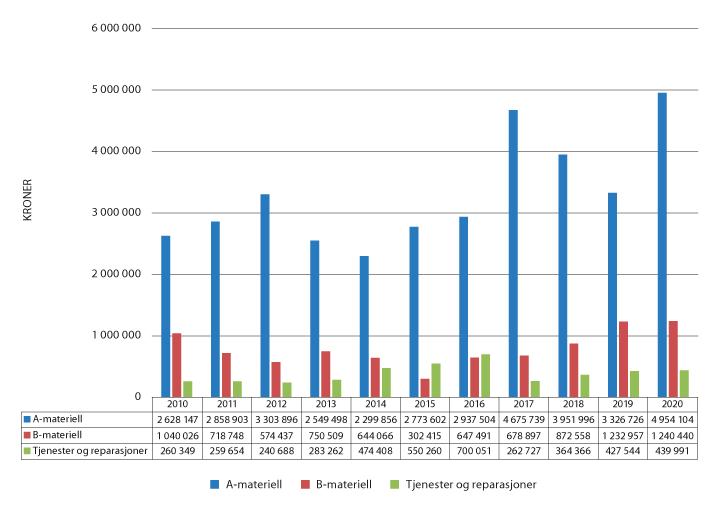 6 000 000
5 000 000
4 000 000
3 000 000
2 000 000
1 000 000
0
KRONER
2010 2011 2012 2013 2014 2015 2016 2017 2018 2019 2020
A-materiell 2 628 147 2 858 903 3 303 896 2 549 498 2 299 856 2 773 602 2 937 504 4 675 739 3 951 996 3 326 726 4 954 104
B-materiell 1 040 026 718 748 574 437 750 509 644 066 302 415 647 491 678 897 872 558 1 232 957 1 240 440
Tjenester og reparasjoner 260 349 259 654 240 688 283 262 474 408 550 260 700 051 262 727 364 366 427 544 439 991
A-materiell B-materiell Tjenester og reparasjoner